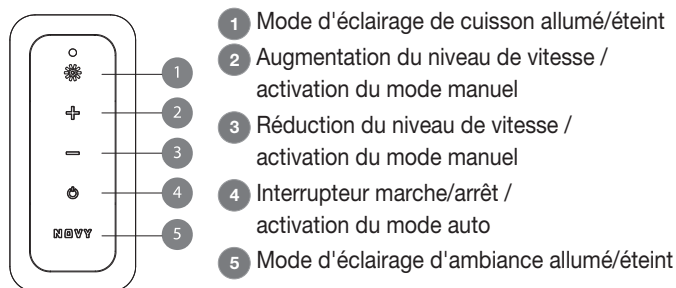 1
2
3
4
NOVY 5
1 Mode d'éclairage de cuisson allumé/éteint
2 Augmentation du niveau de vitesse /
activation du mode manuel
3 Réduction du niveau de vitesse /
activation du mode manuel
4 Interrupteur marche/arrêt /
activation du mode auto
5 Mode d'éclairage d'ambiance allumé/éteint